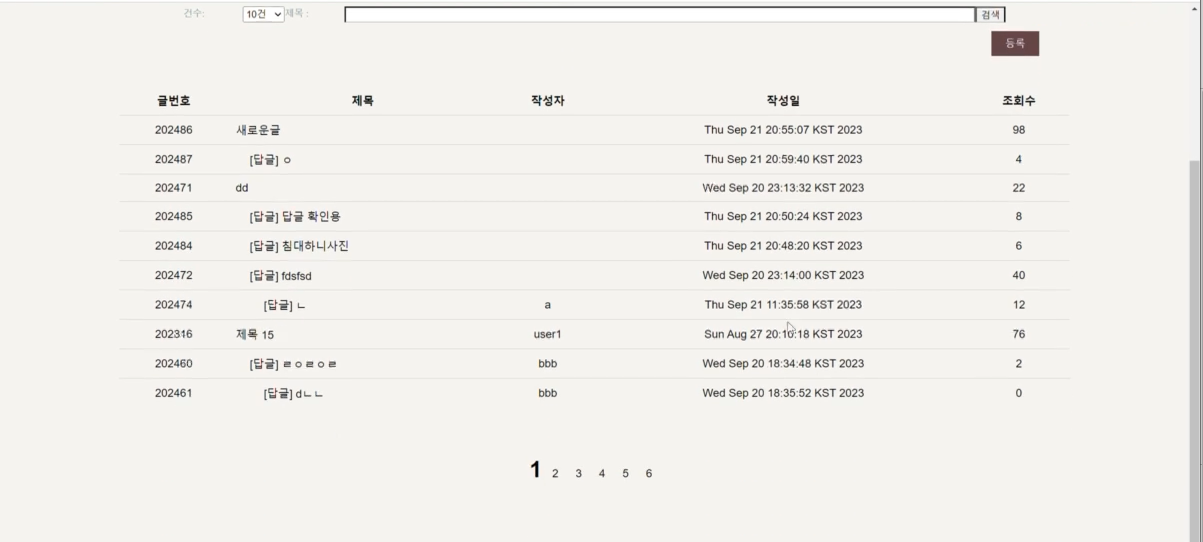 건수: 10건 제목 : 검색
등록
글번호 제목 작성자 작성일 조회수
202486 새로운글 Thu Sep 21 20:55:07 KST 2023 98
202487 [답글] ㅇ Thu Sep 21 20:59:40 KST 2023 4
202471 dd Wed Sep 20 23:13:32 KST 2023 22
202485 [답글] 답글 확인용 Thu Sep 21 20:50:24 KST 2023 8
202484 [답글] 침대하니사진 Thu Sep 21 20:48:20 KST 2023 6
202472 [답글] fdsfsd Wed Sep 20 23:14:00 KST 2023 40
202474 [답글] ㄴ a Thu Sep 21 11:35:58 KST 2023 12
202316 제목 15 user1 Sun Aug 27 20:10:18 KST 2023 76
202460 [답글] ㄹㅇㄹㅇㄹ bbb Wed Sep 20 18:34:48 KST 2023 2
202461 [답글] dㄴㄴ bbb Wed Sep 20 18:35:52 KST 2023 0
1 2 3 4 5 6